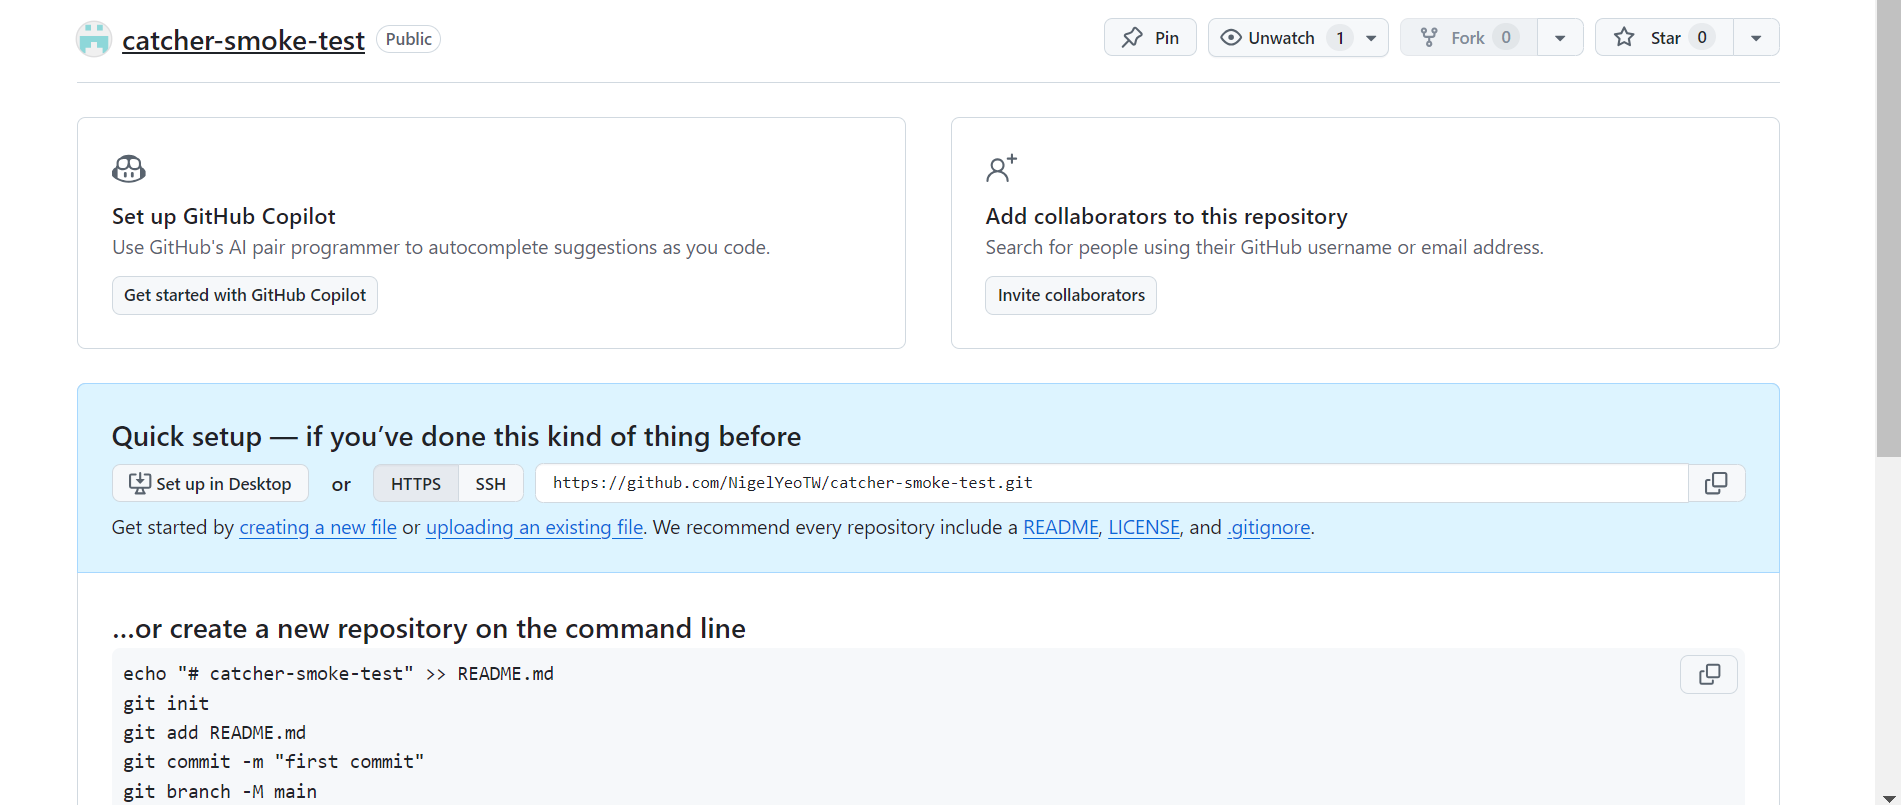 catcher-smoke-test Public Pin Unwatch 1 Fork 0 Star 0
Set up GitHub Copilot
Use GitHub's AI pair programmer to autocomplete suggestions as you code.
Get started with GitHub Copilot
Add collaborators to this repository
Search for people using their GitHub username or email address.
Invite collaborators
Quick setup — if you’ve done this kind of thing before
Set up in Desktop or HTTPS SSH https://github.com/NigelYeoTW/catcher-smoke-test.git
Get started by creating a new file or uploading an existing file. We recommend every repository include a README, LICENSE, and .gitignore.
…or create a new repository on the command line
echo "# catcher-smoke-test" >> README.md
git init
git add README.md
git commit -m "first commit"
git branch -M main